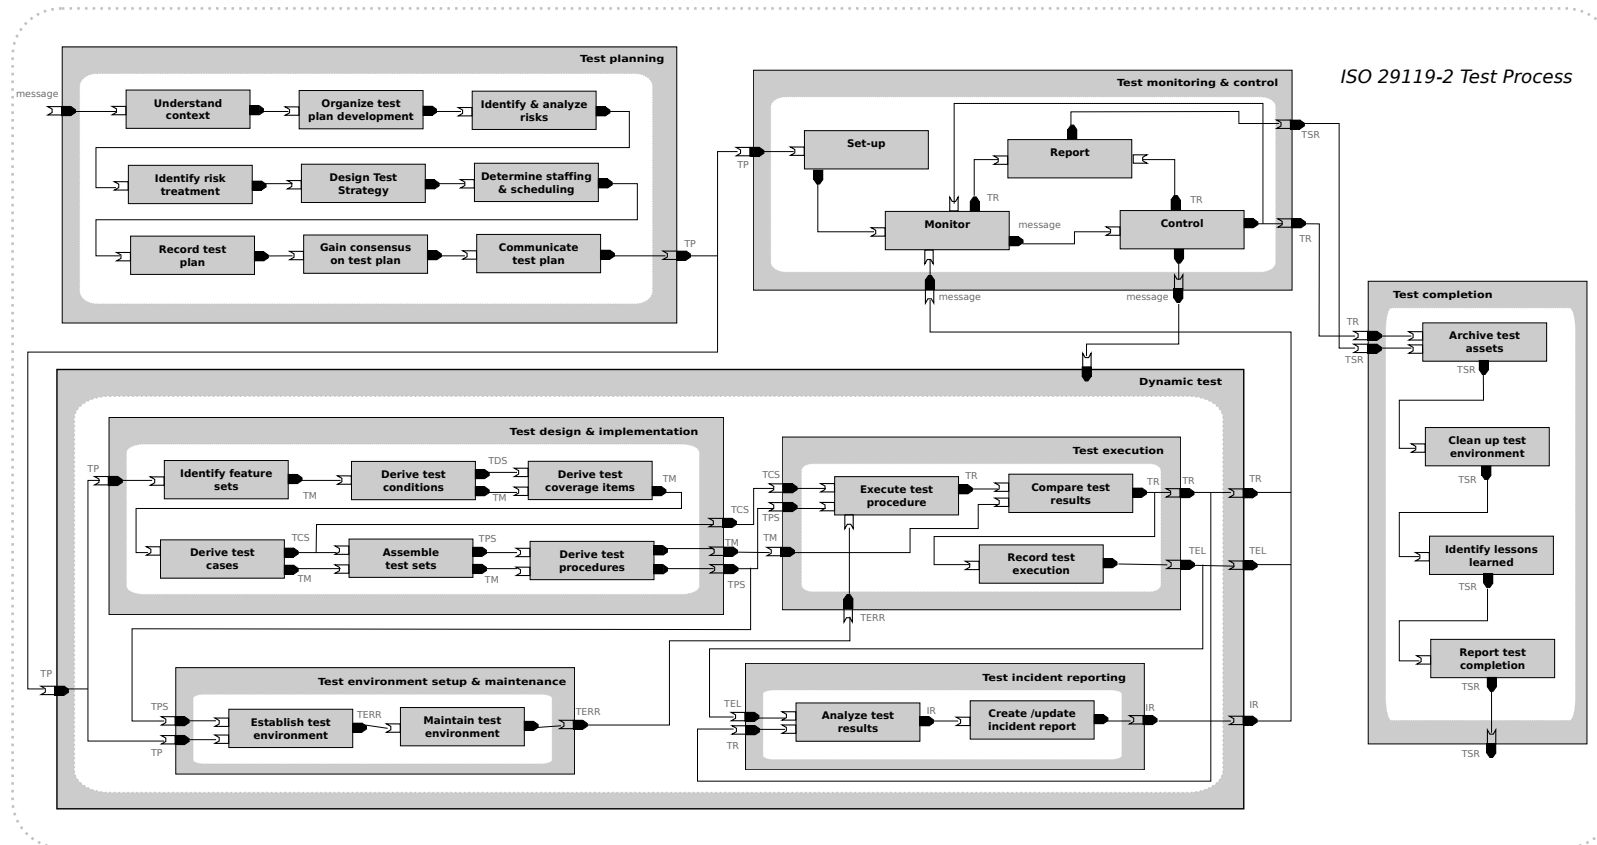 ISO 29119-2 Test Process
Test planning
message
Understand
context
Organize test
plan development
Identify & analyze
risks
Identify risk
treatment
Design Test
Strategy
Determine staffing
& scheduling
Record test
plan
Gain consensus
on test plan
Communicate
test plan
TP
Test monitoring & control
TP
Set-up
Report
TR
TR
Monitor
message
Control
message
message
TSR
TR
Test completion
TR
TSR
Archive test
assets
TSR
Clean up test
environment
TSR
Identify lessons
learned
TSR
Report test
completion
TSR
TSR
Dynamic test
TP
Test design & implementation
TP
Identify feature
sets
TM
Derive test
conditions
TDS
TM
Derive test
coverage items
TM
Derive test
cases
TCS
TM
Assemble
test sets
TPS
TM
Derive test
procedures
TCS
TM
TPS
Test execution
TCS
TPS
TM
Execute test
procedure
TR
Compare test
results
TR
TR
TR
Record test
execution
TEL
TEL
TERR
Test environment setup & maintenance
TPS
TP
Establish test
environment
TERR
Maintain test
environment
TERR
Test incident reporting
TEL
TR
Analyze test
results
IR
Create /update
incident report
IR
IR